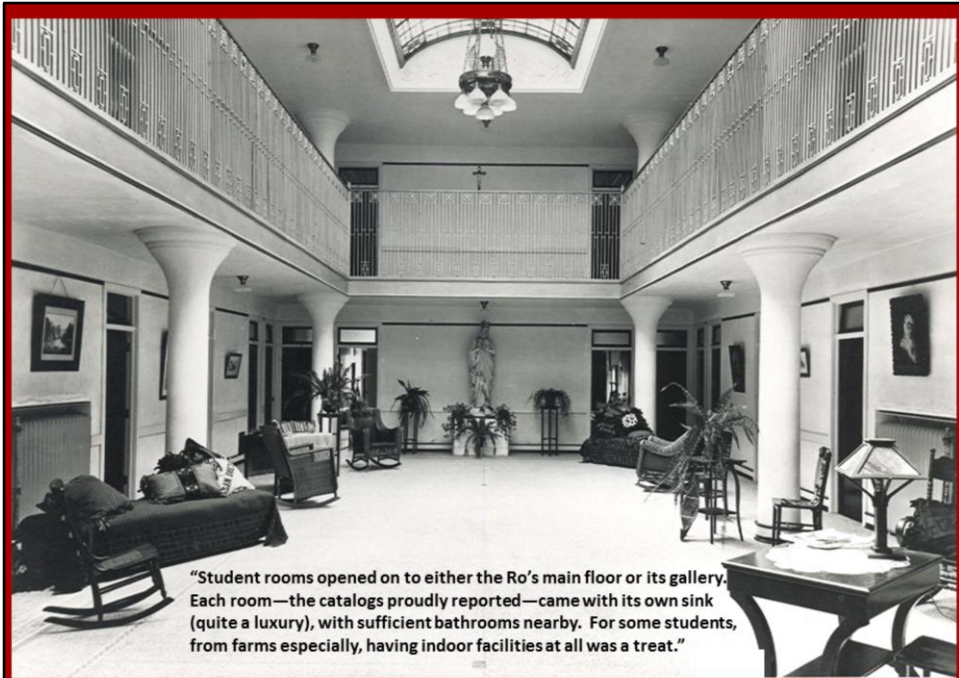 “Student rooms opened on to either the Ro’s main floor or its gallery.
Each room—the catalogs proudly reported—came with its own sink
(quite a luxury), with sufficient bathrooms nearby.  For some students,
from farms especially, having indoor facilities at all was a treat.”